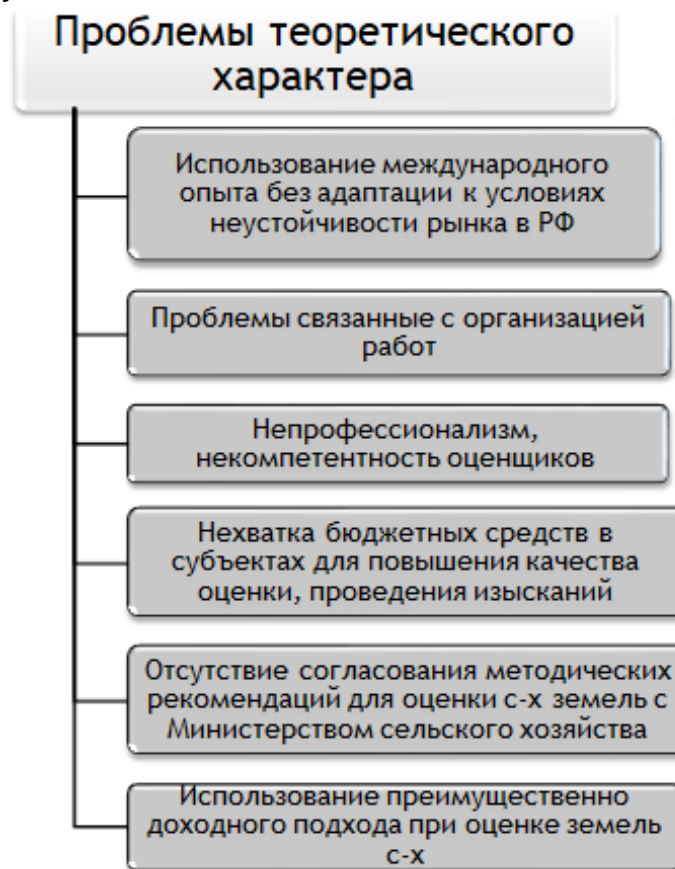 Проблемы теоретического
характера
Использование международного
опыта без адаптации к условиях
неустойчивости рынка в РФ
Проблемы связанные с организацией
работ
Непрофессионализм,
некомпетентность оценщиков
Нехватка бюджетных средств в
субъектах для повышения качества
оценки, проведения изысканий
Отсутствие согласования методических
рекомендаций для оценки с-х земель с
Министерством сельского хозяйства
Использование преимущественно
доходного подхода при оценке земель
с-х